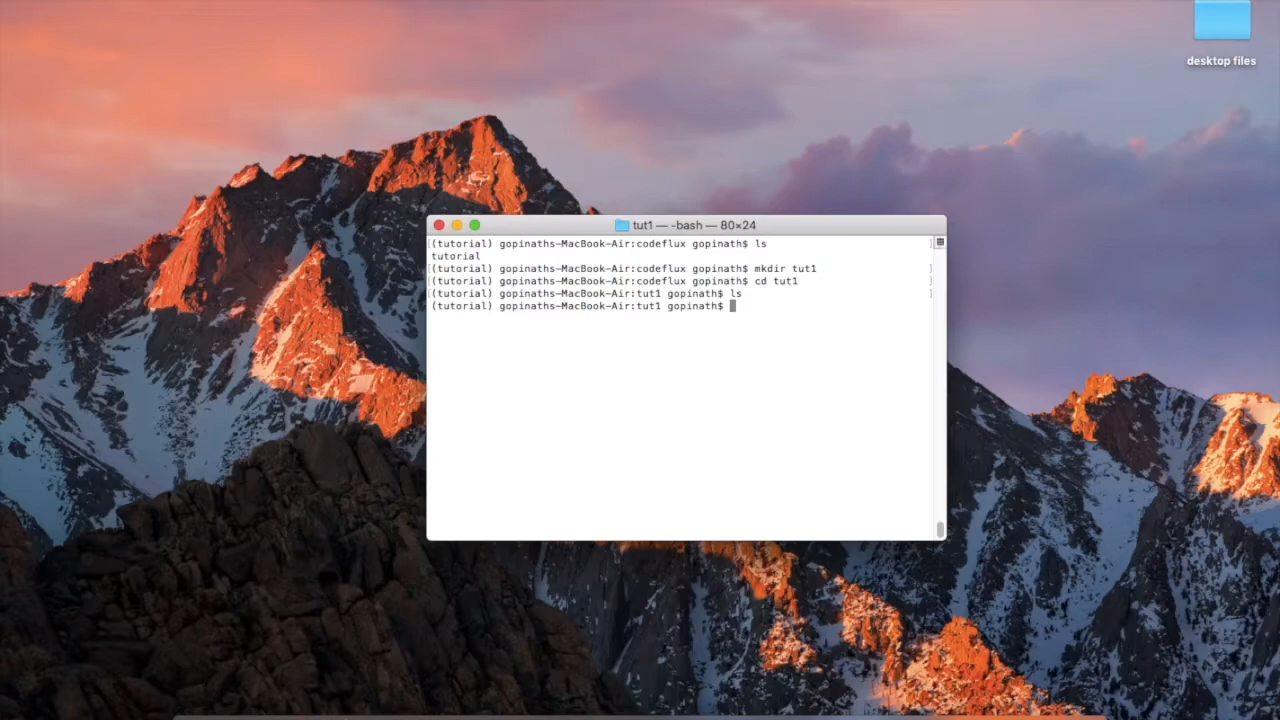 desktop files
tut1 — -bash — 80×24
[(tutorial) gopinaths-MacBook-Air:codeflux gopinath$ ls ]
tutorial
[(tutorial) gopinaths-MacBook-Air:codeflux gopinath$ mkdir tut1 ]
[(tutorial) gopinaths-MacBook-Air:codeflux gopinath$ cd tut1 ]
[(tutorial) gopinaths-MacBook-Air:tut1 gopinath$ ls ]
(tutorial) gopinaths-MacBook-Air:tut1 gopinath$